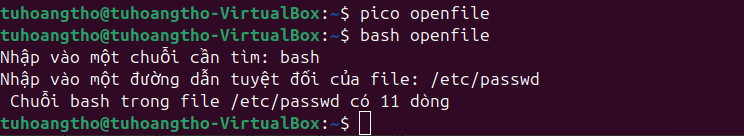 tuhoangtho@tuhoangtho-VirtualBox:~$ pico openfile
tuhoangtho@tuhoangtho-VirtualBox:~$ bash openfile
Nhập vào một chuỗi cần tìm: bash
Nhập vào một đường dẫn tuyệt đối của file: /etc/passwd
 Chuỗi bash trong file /etc/passwd có 11 dòng
tuhoangtho@tuhoangtho-VirtualBox:~$